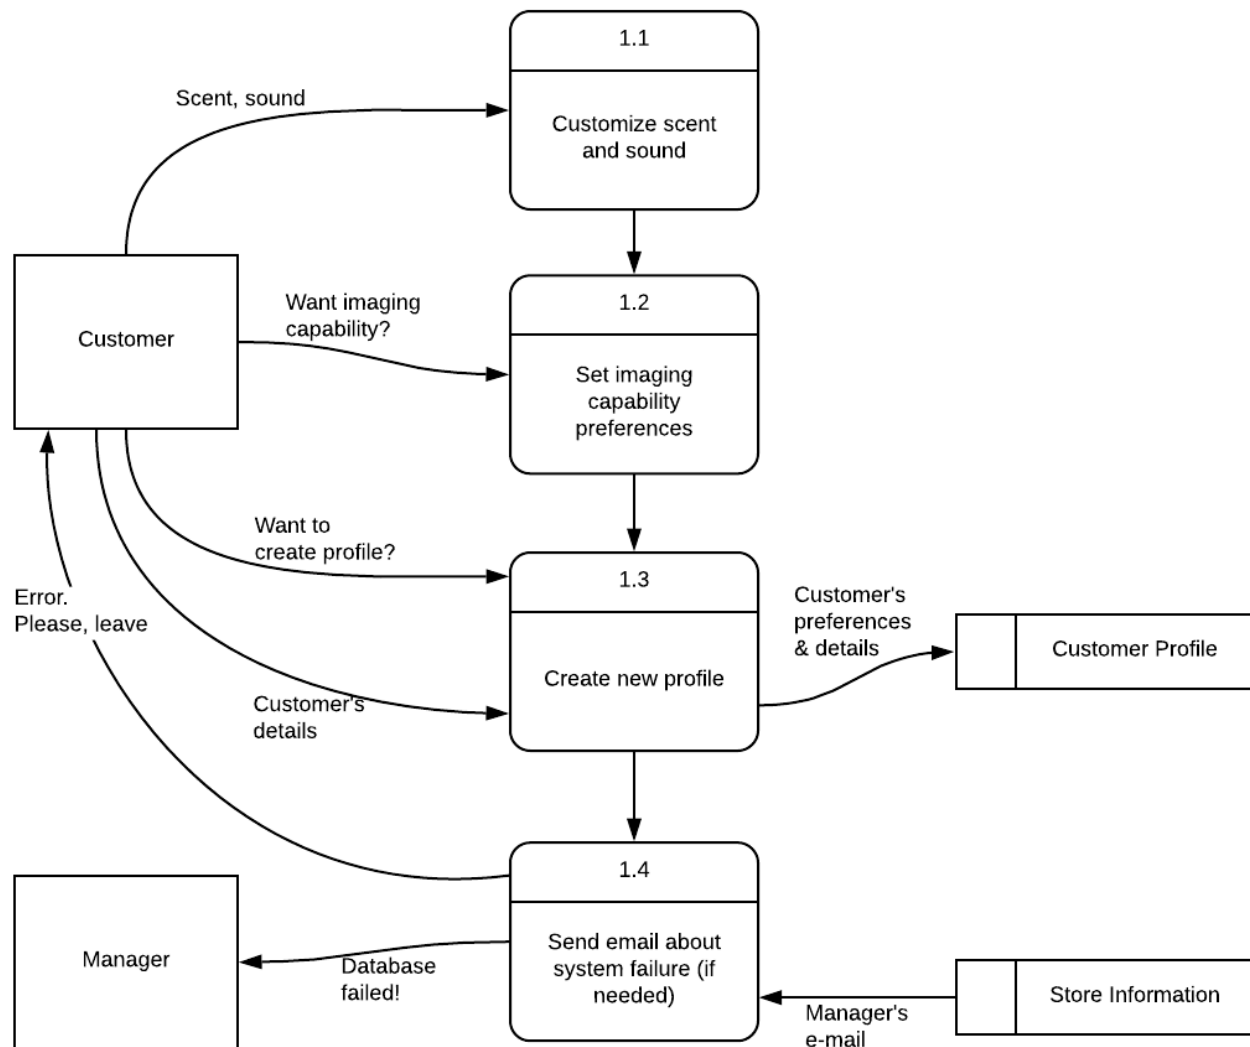 1.1
Scent, sound
Customize scent
and sound
1.2
Want imaging
capability?
Customer
Set imaging
capability
preferences
Want to
create profile?
1.3
Error.
Please, leave
Customer's
preferences
& details
Customer Profile
Create new profile
Customer's
details
1.4
Manager
Send email about
system failure (if
needed)
Database
failed!
Store Information
Manager's
e-mail